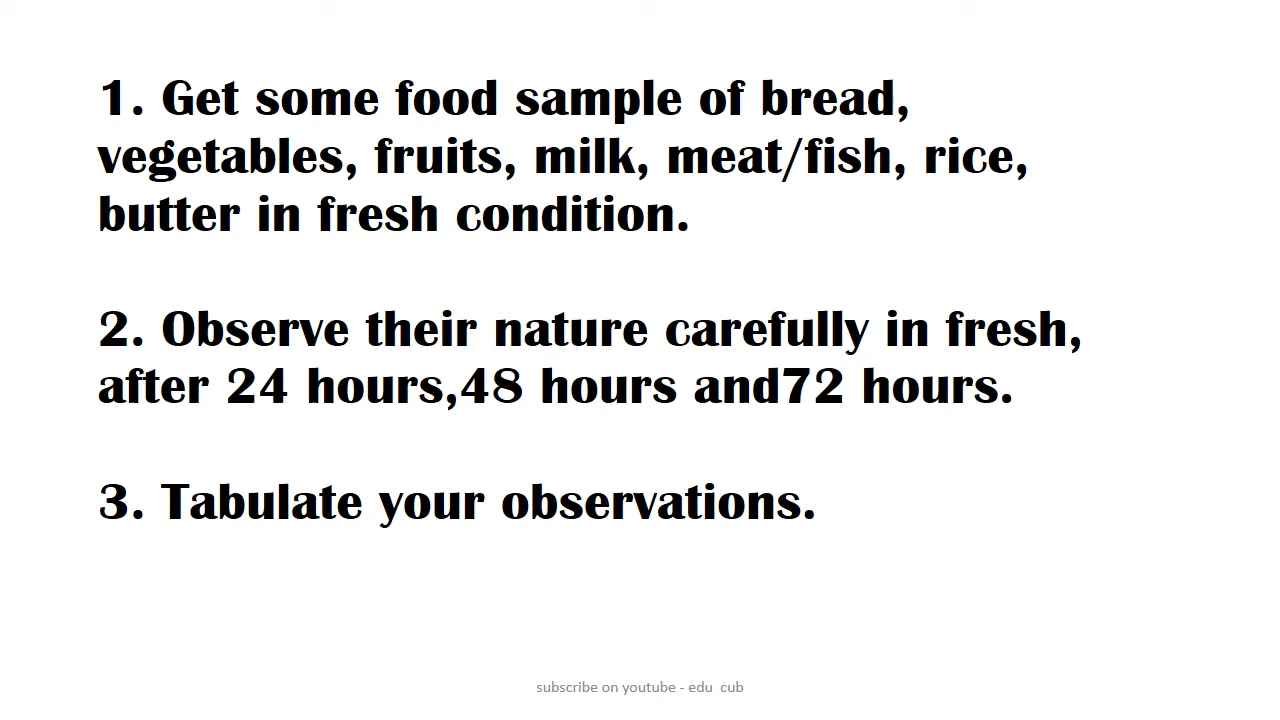 1. Get some food sample of bread,
vegetables, fruits, milk, meat/fish, rice,
butter in fresh condition.
2. Observe their nature carefully in fresh,
after 24 hours,48 hours and72 hours.
3. Tabulate your observations.
subscribe on youtube - edu  cub